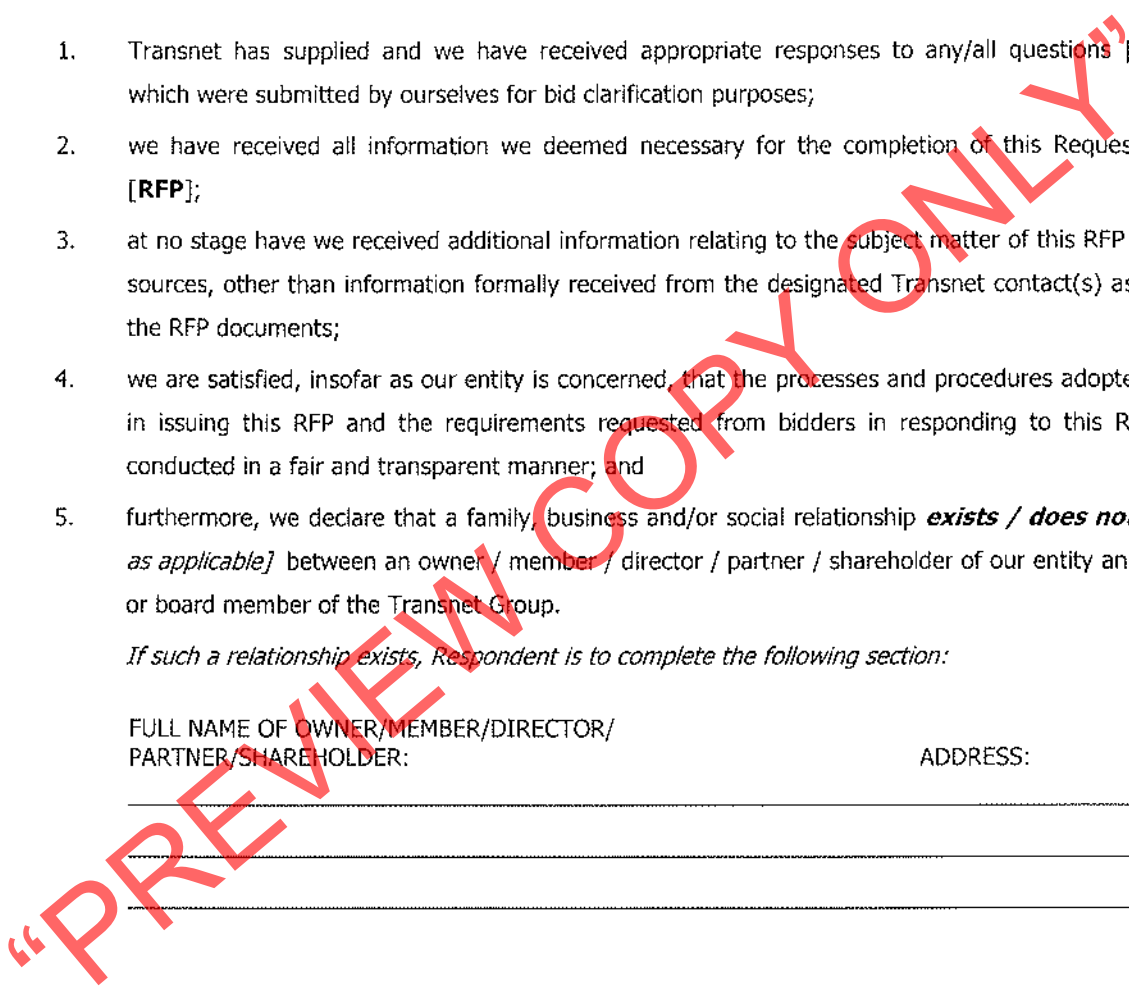 1. Transnet has supplied and we have received appropriate responses to any/all questions
which were submitted by ourselves for bid clarification purposes;
2. we have received all information we deemed necessary for the completion of this Reques
[RFP];
3. at no stage have we received additional information relating to the subject matter of this RFP
sources, other than information formally received from the designated Transnet contact(s) as
the RFP documents;
4. we are satisfied, insofar as our entity is concerned, that the processes and procedures adopte
in issuing this RFP and the requirements requested from bidders in responding to this R
conducted in a fair and transparent manner; and
5. furthermore, we declare that a family, business and/or social relationship exists / does no
as applicable] between an owner / member / director / partner / shareholder of our entity an
or board member of the Transnet Group.
If such a relationship exists, Respondent is to complete the following section:
FULL NAME OF OWNER/MEMBER/DIRECTOR/
PARTNER/SHAREHOLDER: ADDRESS:
“PREVIEW COPY ONLY”